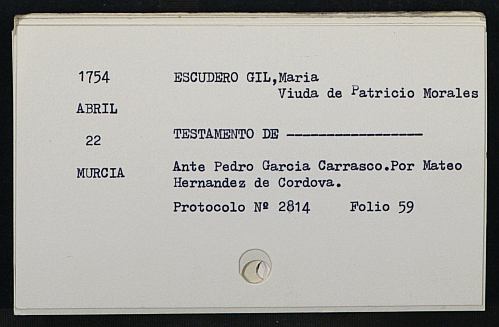 1754 ESCUDERO GIL,Maria
Viuda de Patricio Morales
ABRIL
22 TESTAMENTO DE -----------------
MURCIA Ante Pedro Garcia Carrasco.Por Mateo
Hernandez de Cordova.
Protocolo Nº 2814 Folio 59